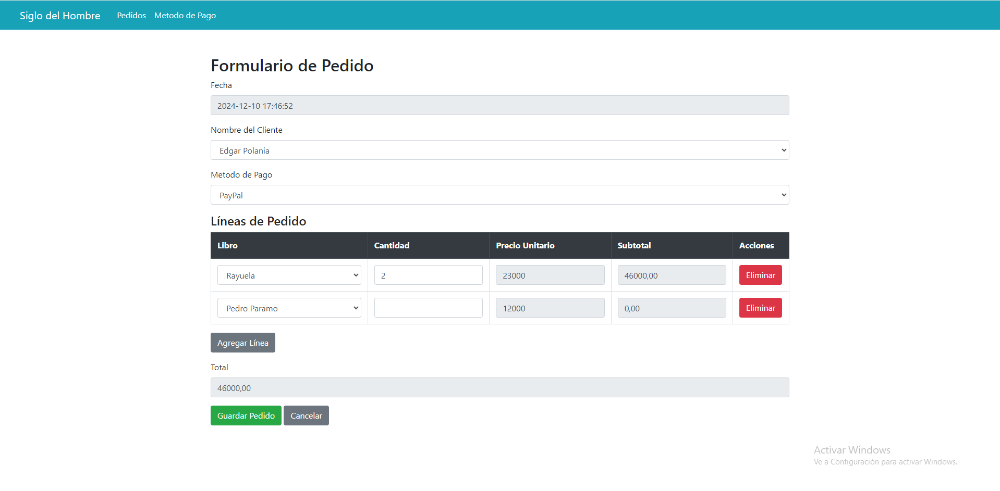 Siglo del Hombre Pedidos Metodo de Pago
Formulario de Pedido
Fecha
2024-12-10 17:46:52
Nombre del Cliente
Edgar Polania
Metodo de Pago
PayPal
Líneas de Pedido
Libro Cantidad Precio Unitario Subtotal Acciones
Rayuela 2 23000 46000,00 Eliminar
Pedro Paramo 12000 0,00 Eliminar
Agregar Línea
Total
46000,00
Guardar Pedido Cancelar
Activar Windows
Ve a Configuración para activar Windows.